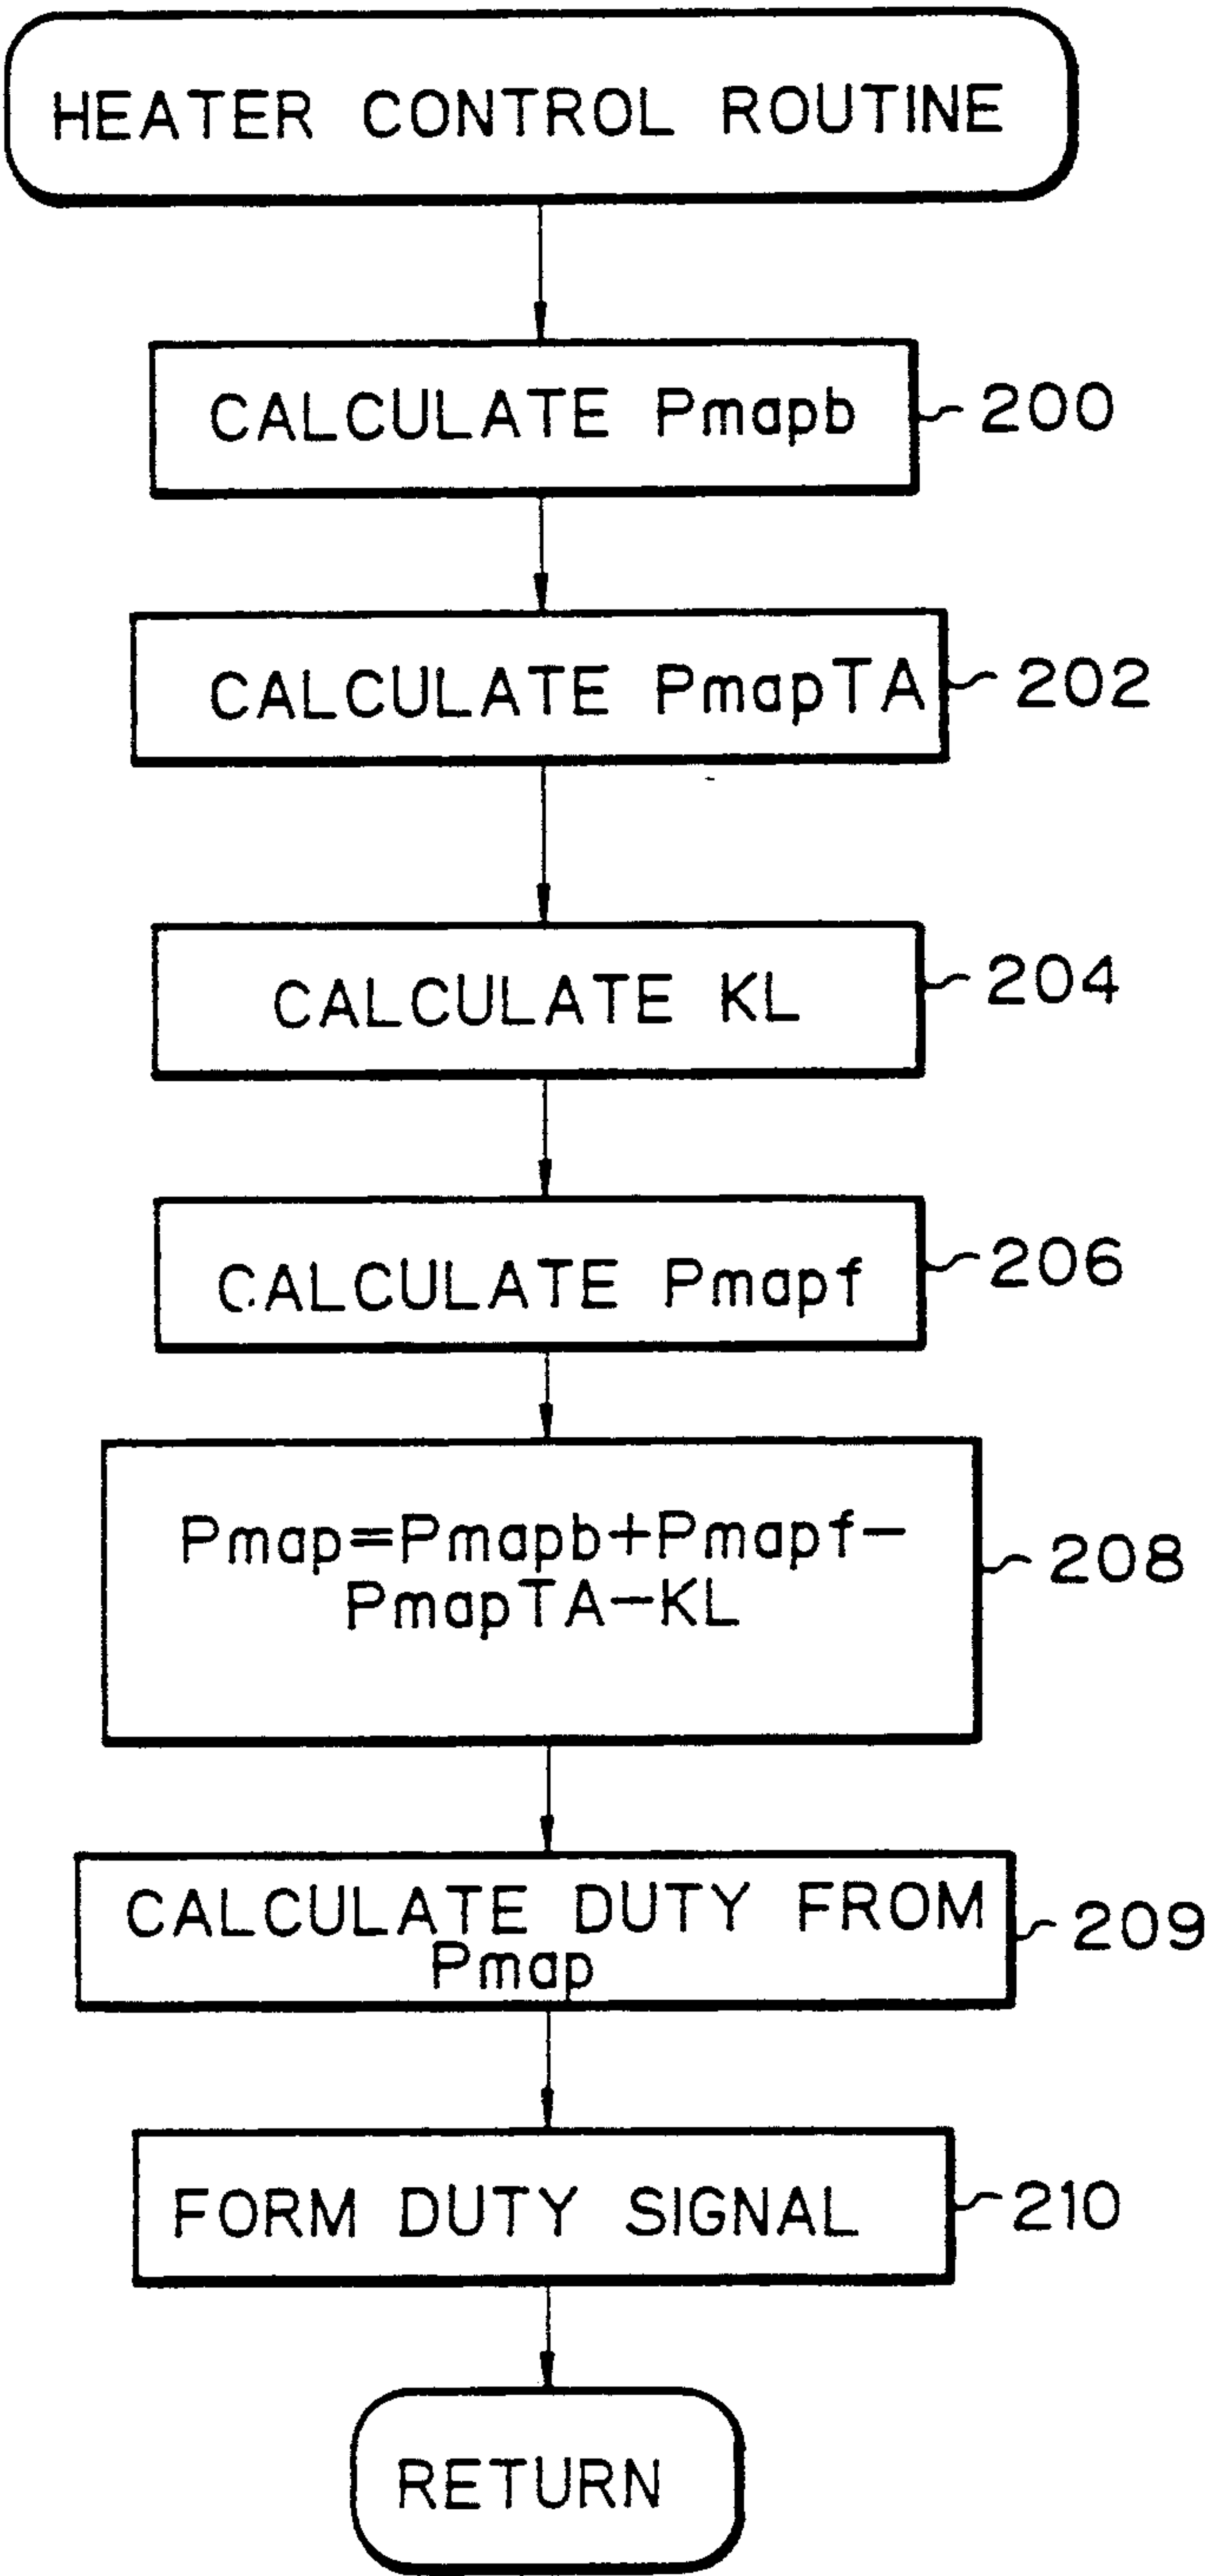 HEATER CONTROL ROUTINE
CALCULATE Pmapb
200
CALCULATE PmapTA
202
CALCULATE KL
204
CALCULATE Pmapf
206
Pmap=Pmapb+Pmapf-
PmapTA-KL
208
CALCULATE DUTY FROM
Pmap
209
FORM DUTY SIGNAL
210
RETURN